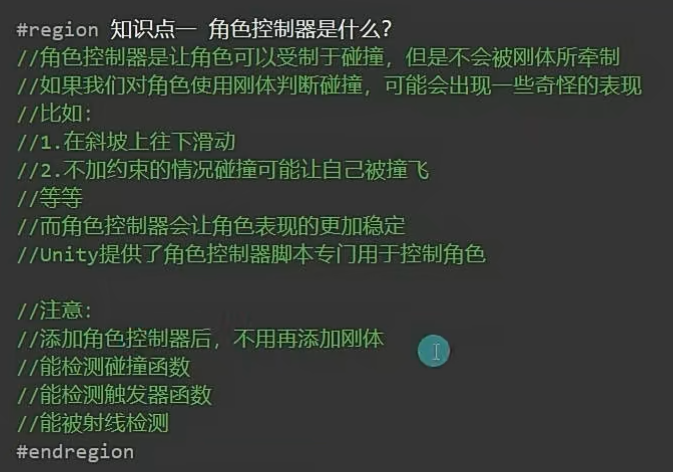 #region 知识点一 角色控制器是什么?
//角色控制器是让角色可以受制于碰撞，但是不会被刚体所牵制
//如果我们对角色使用刚体判断碰撞，可能会出现一些奇怪的表现
//比如：
//1.在斜坡上往下滑动
//2.不加约束的情况碰撞可能让自己被撞飞
//等等
//而角色控制器会让角色表现的更加稳定
//Unity提供了角色控制器脚本专门用于控制角色
//注意：
//添加角色控制器后，不用再添加刚体
//能检测碰撞函数
//能检测触发器函数
//能被射线检测
#endregion